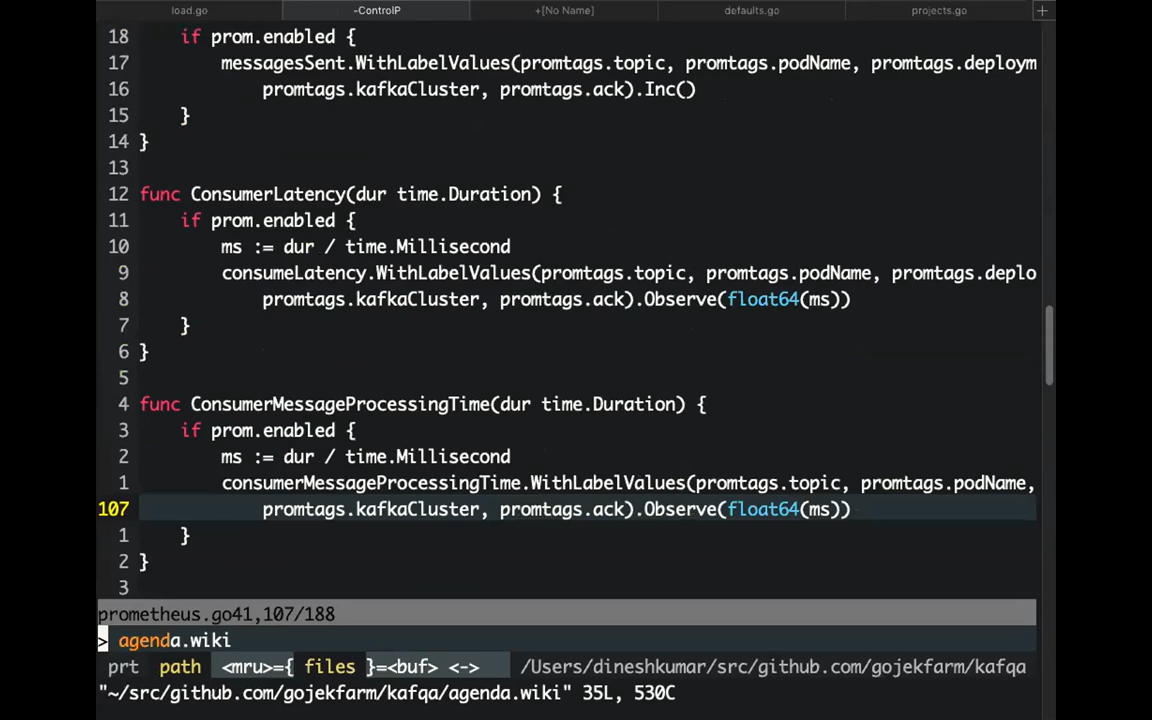 load.go -ControlP +[No Name] defaults.go projects.go +
18 if prom.enabled {
17 messagesSent.WithLabelValues(promtags.topic, promtags.podName, promtags.deploym
16 promtags.kafkaCluster, promtags.ack).Inc()
15 }
14 }
13
12 func ConsumerLatency(dur time.Duration) {
11 if prom.enabled {
10 ms := dur / time.Millisecond
9 consumeLatency.WithLabelValues(promtags.topic, promtags.podName, promtags.deplo
8 promtags.kafkaCluster, promtags.ack).Observe(float64(ms))
7 }
6 }
5
4 func ConsumerMessageProcessingTime(dur time.Duration) {
3 if prom.enabled {
2 ms := dur / time.Millisecond
1 consumerMessageProcessingTime.WithLabelValues(promtags.topic, promtags.podName,
107 promtags.kafkaCluster, promtags.ack).Observe(float64(ms))
1 }
2 }
3
prometheus.go41,107/188
> agenda.wiki
prt path <mru>={ files }=<buf> <-> /Users/dineshkumar/src/github.com/gojekfarm/kafqa
"~/src/github.com/gojekfarm/kafqa/agenda.wiki" 35L, 530C